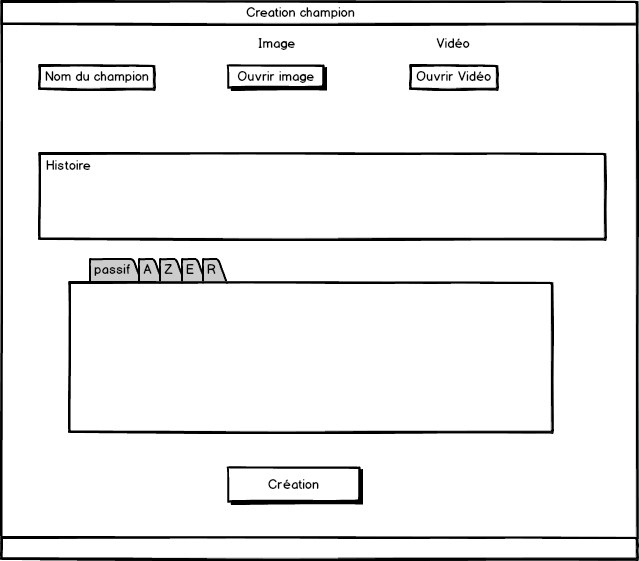 Creation champion
Image Vidéo
Nom du champion Ouvrir image Ouvrir Vidéo
Histoire
passif A Z E R
Création